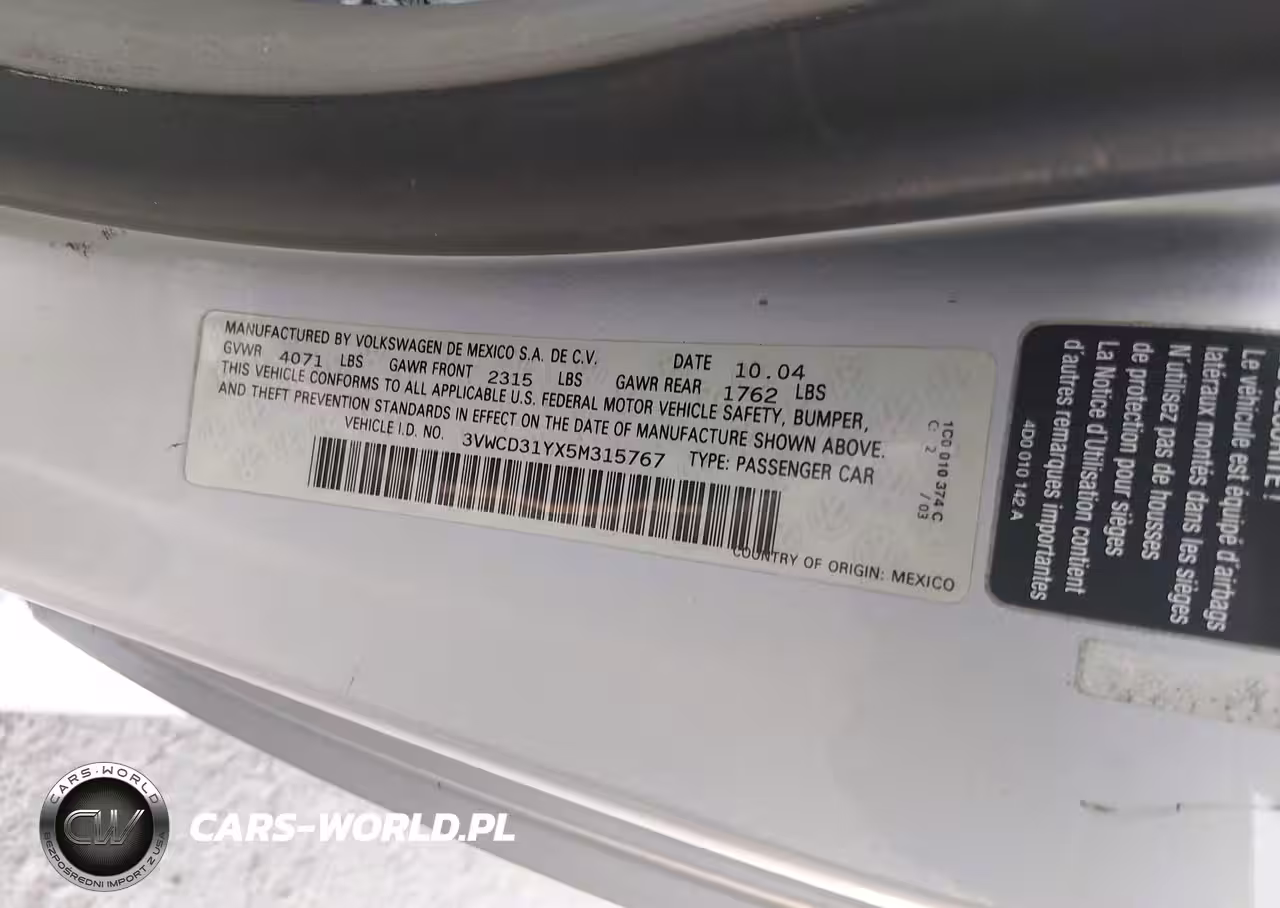 MANUFACTURED BY VOLKSWAGEN DE MEXICO S.A. DE C.V. DATE 10.04
GVWR 4071 LBS GAWR FRONT 2315 LBS GAWR REAR 1762 LBS
THIS VEHICLE CONFORMS TO ALL APPLICABLE U.S. FEDERAL MOTOR VEHICLE SAFETY, BUMPER,
AND THEFT PREVENTION STANDARDS IN EFFECT ON THE DATE OF MANUFACTURE SHOWN ABOVE.
VEHICLE I.D. NO. 3VWCD31YX5M315767 TYPE: PASSENGER CAR
COUNTRY OF ORIGIN: MEXICO
1C0 010 374 C
C 2 /03
Le véhicule est équipé d'airbags
latéraux montés dans les sièges
N'utilisez pas de housses
de protection pour sièges
La Notice d'Utilisation contient
d'autres remarques importantes
4D0 010 142 A
CARS-WORLD
CW
BEZPOŚREDNI IMPORT Z USA
CARS-WORLD.PL